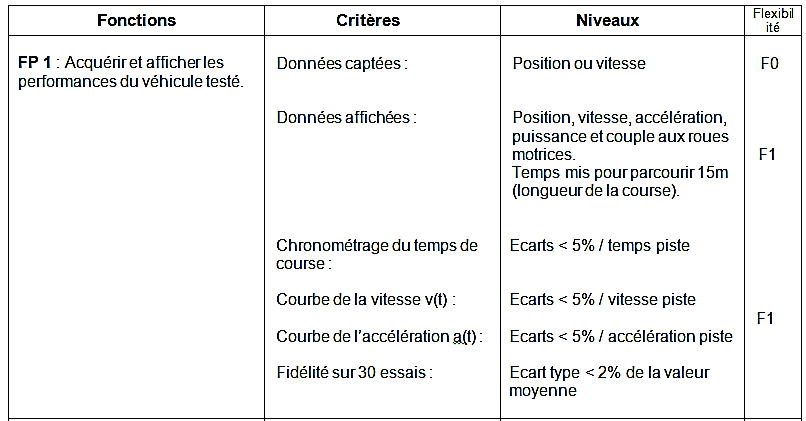 Fonctions
Critères
Niveaux
Flexibil
ité
FP 1 : Acquérir et afficher les
performances du véhicule testé.
Données captées :
Position ou vitesse
F0
Données affichées :
Position, vitesse, accélération,
puissance et couple aux roues
motrices.
Temps mis pour parcourir 15m
(longueur de la course).
F1
Chronométrage du temps de
course :
Ecarts < 5% / temps piste
Courbe de la vitesse v(t) :
Ecarts < 5% / vitesse piste
Courbe de l'accélération a(t) :
Ecarts < 5% / accélération piste
Fidélité sur 30 essais :
Ecart type < 2% de la valeur
moyenne
F1